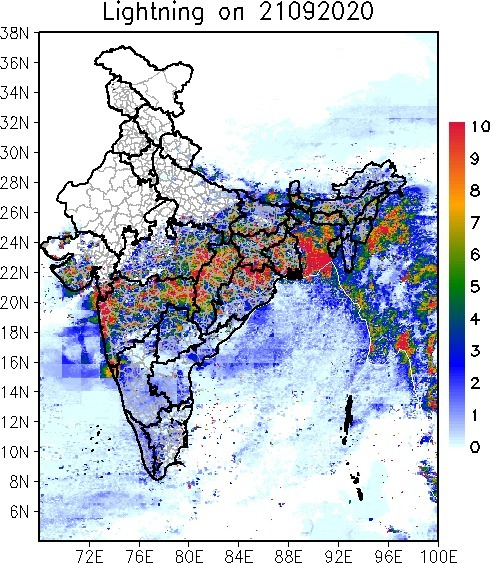 Lightning on 21092020
38N
36N
34N
32N
30N
28N
26N
24N
22N
20N
18N
16N
14N
12N
10N
8N
6N
72E 76E 80E 84E 88E 92E 96E 100E
10
9
8
7
6
5
4
3
2
1
0